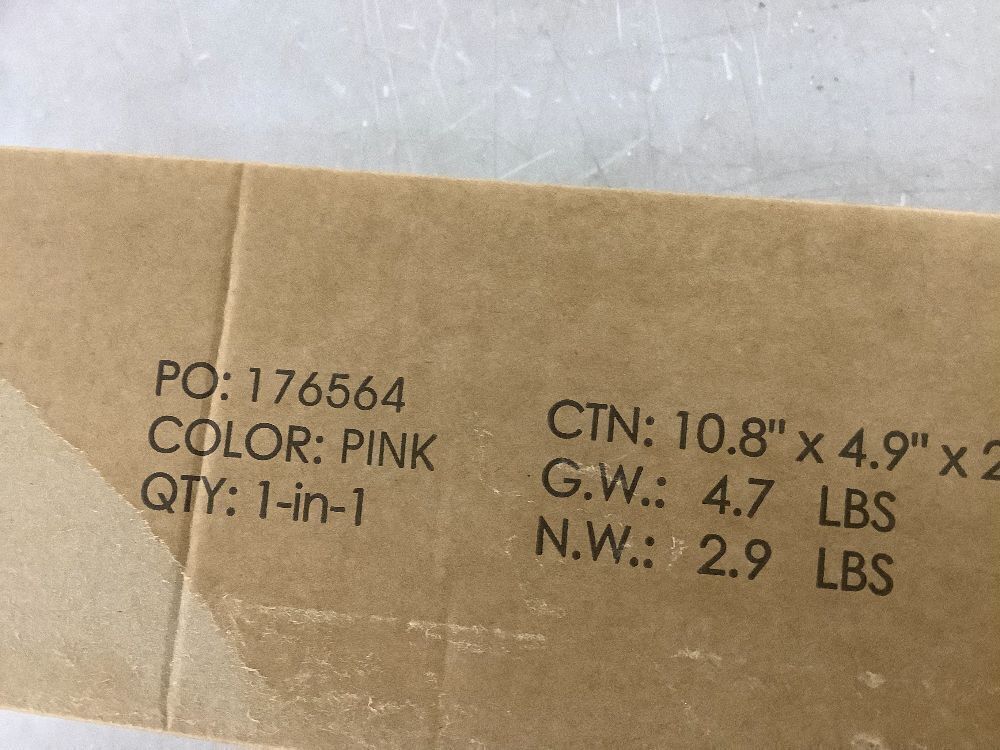 PO: 176564
COLOR: PINK
QTY: 1-in-1
CTN: 10.8" x 4.9" x 2
G.W.: 4.7 LBS
N.W.: 2.9 LBS